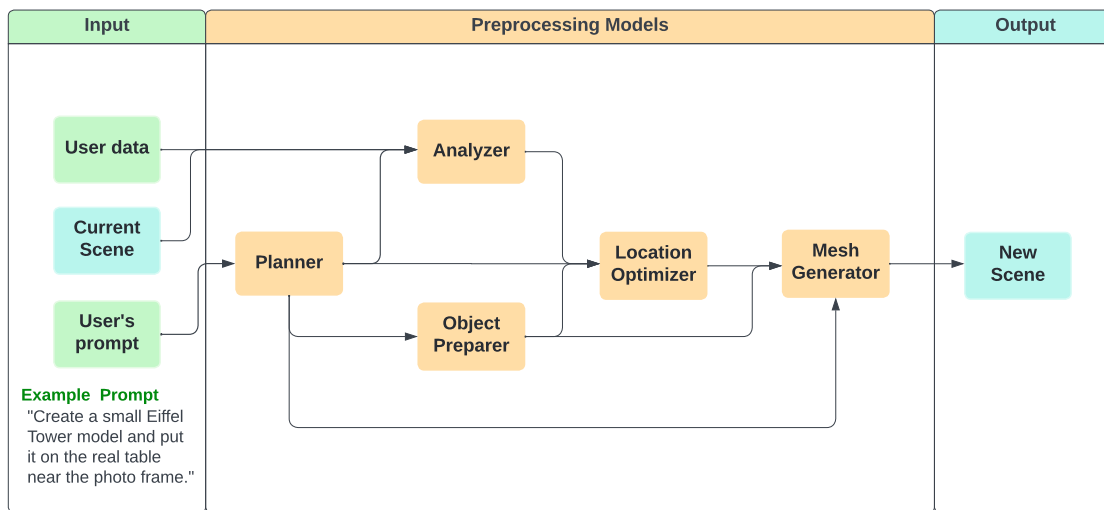 Input
Preprocessing Models
Output
User data
Analyzer
Current
Scene
Planner
Location
Optimizer
Mesh
Generator
New
Scene
User's
prompt
Object
Preparer
Example  Prompt
"Create a small Eiffel
Tower model and put
it on the real table
near the photo frame."